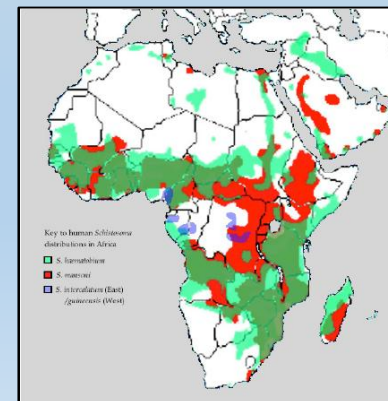 Key to human Schistosoma
distributions in Africa
S. haematobium
S. mansoni
S. intercalatum (East)
/guineensis (West)